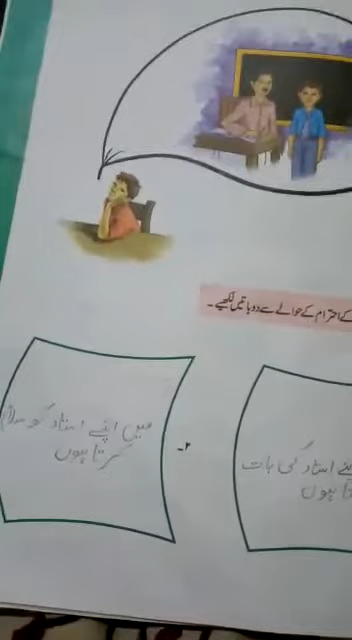 کے احترام کے حوالے سے دو باتیں لکھیے۔
اپنے استاد کی بات
ہوں
۲۔
میں اپنے استاد کو سلام
کرتا ہوں